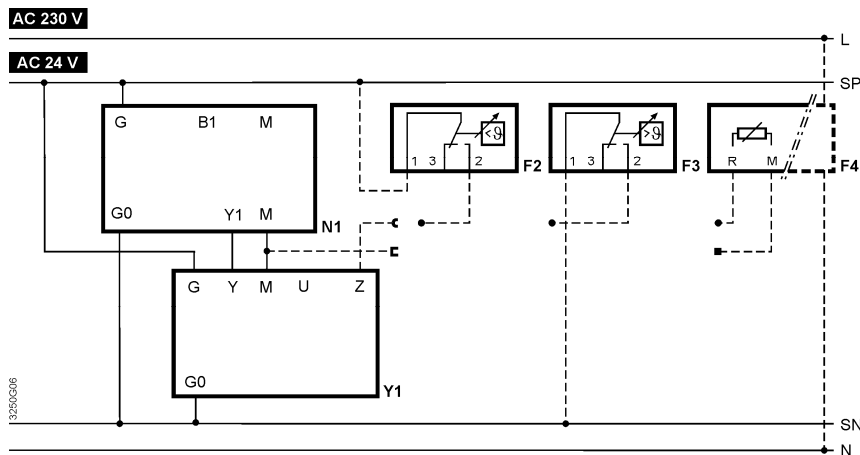 AC 230 V
L
AC 24 V
SP
G B1 M
G0 Y1 M
N1
<ϑ
1 3 2
F2
<ϑ
1 3 2
F3
R M
F4
G Y M U Z
G0
Y1
3250G06
SN
N